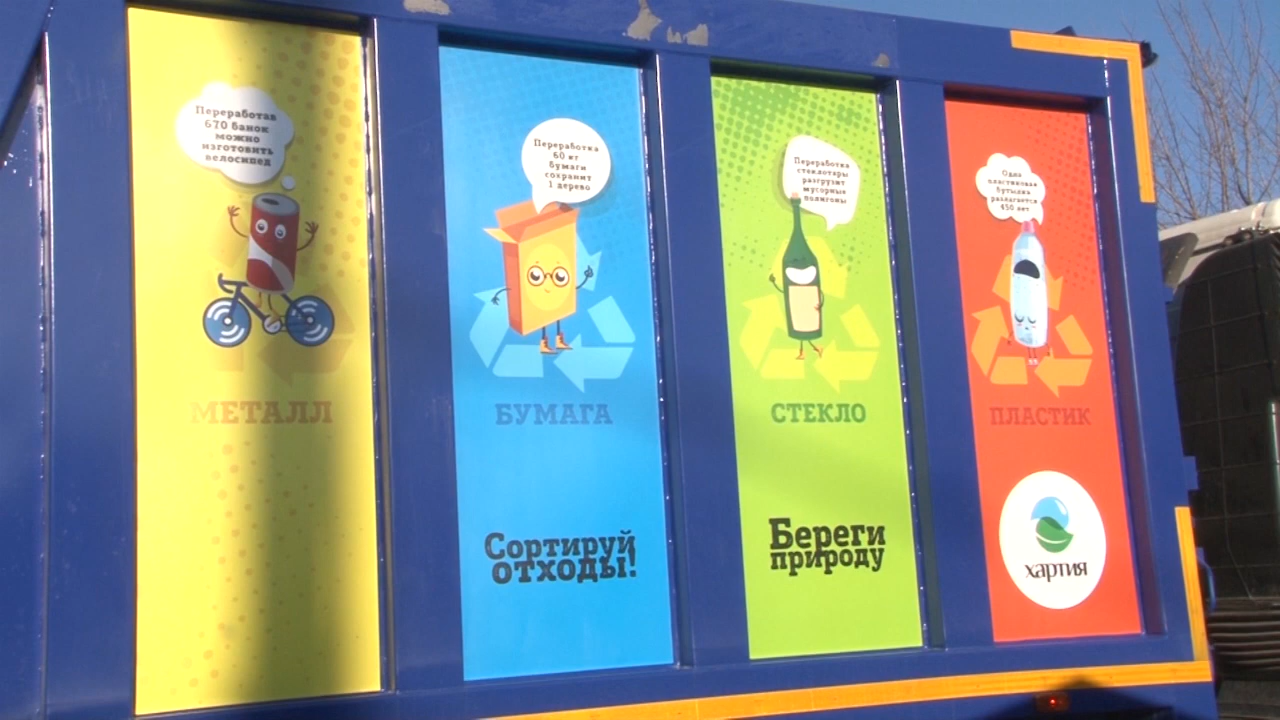 Переработав
670 банок
можно
изготовить
велосипед
МЕТАЛЛ
Переработка
60 кг
бумаги
сохранит
1 дерево
БУМАГА
Сортируй
отходы!
Переработка
стеклотары
разгрузит
мусорные
полигоны
СТЕКЛО
Береги
природу
Одна
пластиковая
бутылка
разлагается
450 лет
ПЛАСТИК
хартия